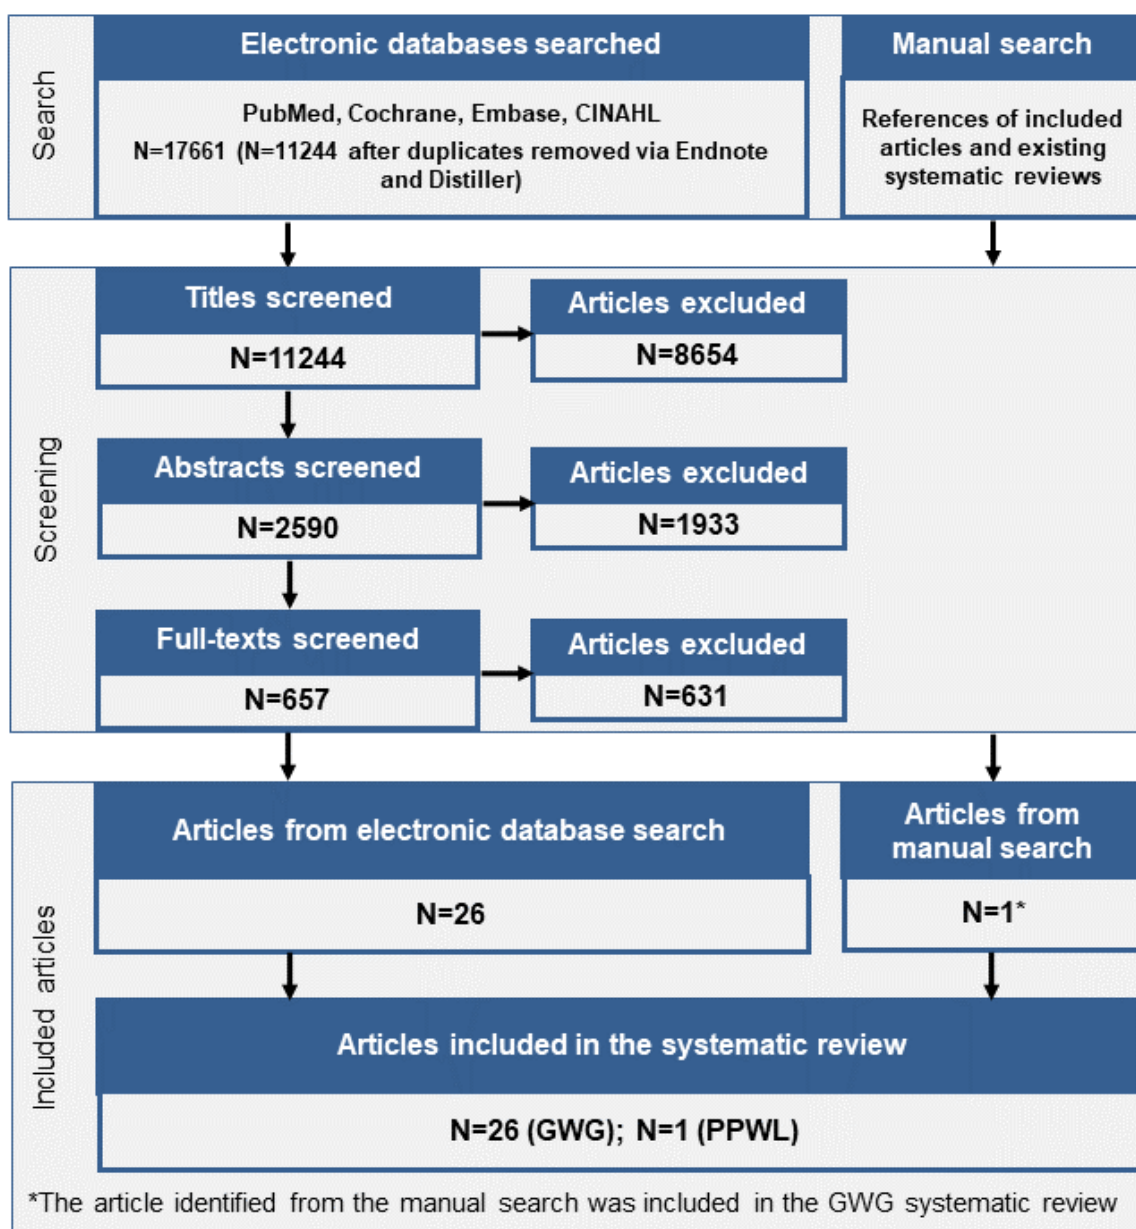 Search
Electronic databases searched
PubMed, Cochrane, Embase, CINAHL
N=17661 (N=11244 after duplicates removed via Endnote
and Distiller)
Manual search
References of included
articles and existing
systematic reviews
Screening
Titles screened
N=11244
Articles excluded
N=8654
Abstracts screened
N=2590
Articles excluded
N=1933
Full-texts screened
N=657
Articles excluded
N=631
Included articles
Articles from electronic database search
N=26
Articles from
manual search
N=1*
Articles included in the systematic review
N=26 (GWG); N=1 (PPWL)
*The article identified from the manual search was included in the GWG systematic review